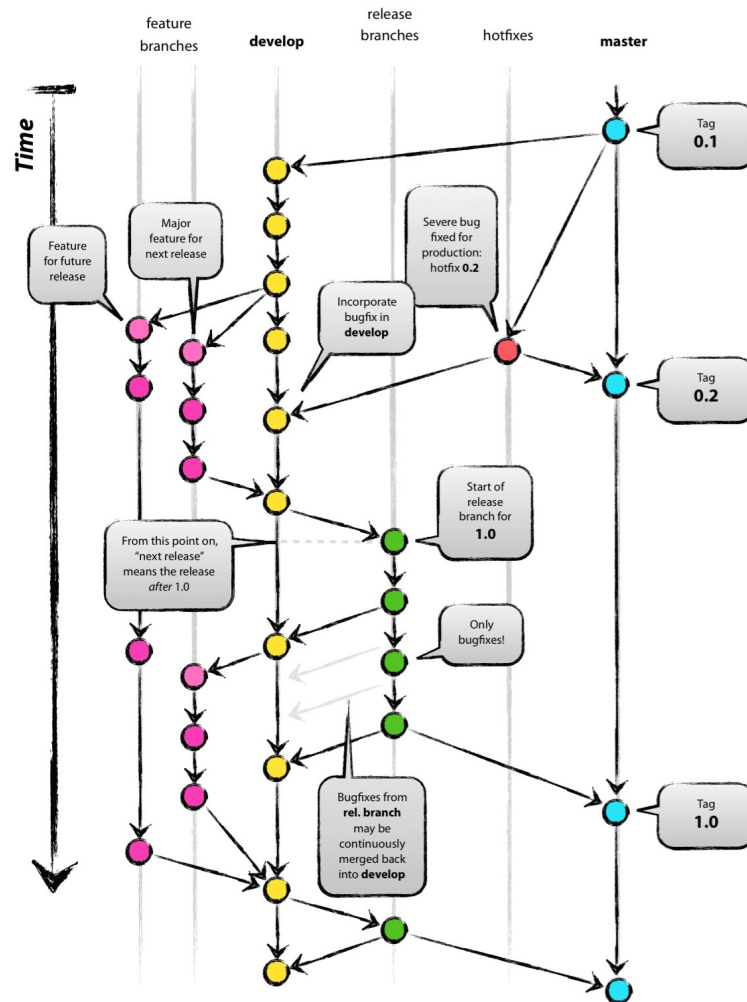 feature
branches
develop
release
branches
hotfixes
master
Time
Tag
0.1
Feature
for future
release
Major
feature for
next release
Severe bug
fixed for
production:
hotfix 0.2
Incorporate
bugfix in
develop
Tag
0.2
Start of
release
branch for
1.0
From this point on,
“next release”
means the release
after 1.0
Only
bugfixes!
Bugfixes from
rel. branch
may be
continuously
merged back
into develop
Tag
1.0